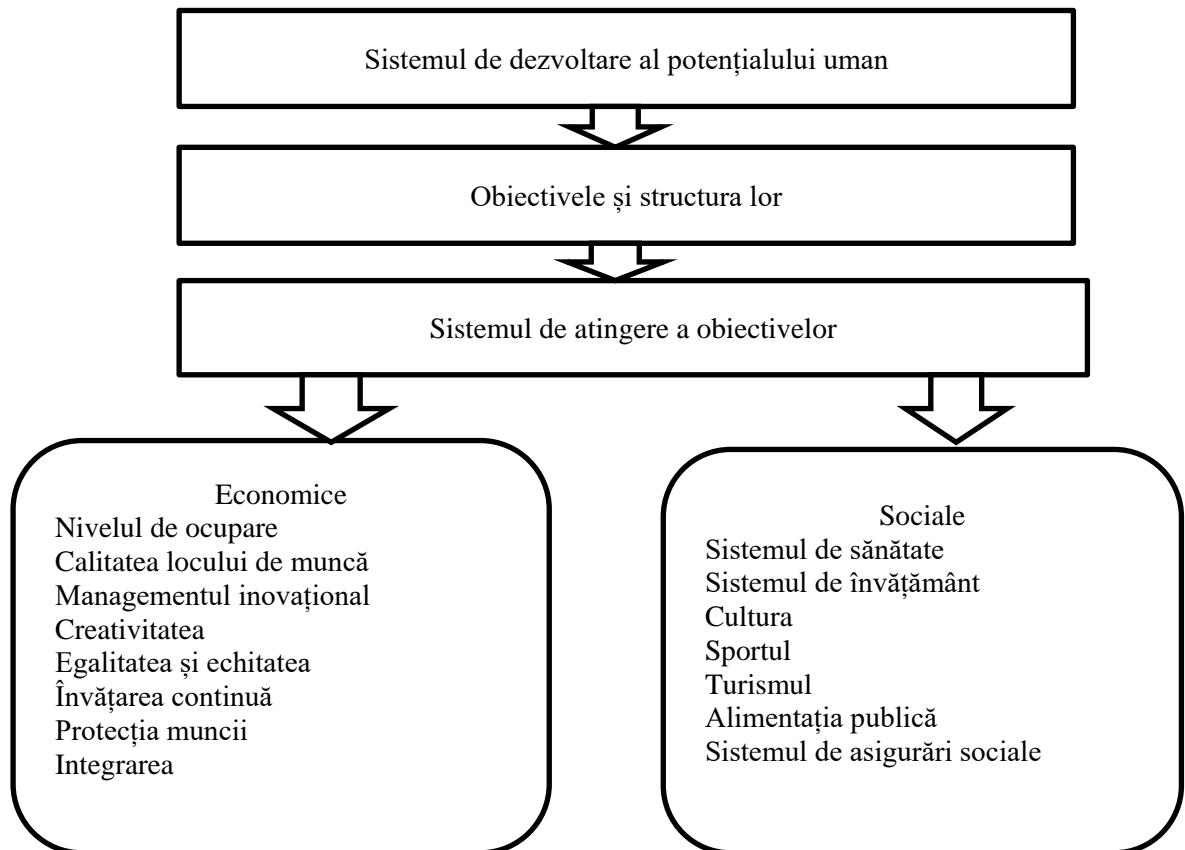 Sistemul de dezvoltare al potențialului uman
Obiectivele și structura lor
Sistemul de atingere a obiectivelor
Economice
Nivelul de ocupare
Calitatea locului de muncă
Managementul inovațional
Creativitatea
Egalitatea și echitatea
Învățarea continuă
Protecția muncii
Integrarea
Sociale
Sistemul de sănătate
Sistemul de învățământ
Cultura
Sportul
Turismul
Alimentația publică
Sistemul de asigurări sociale